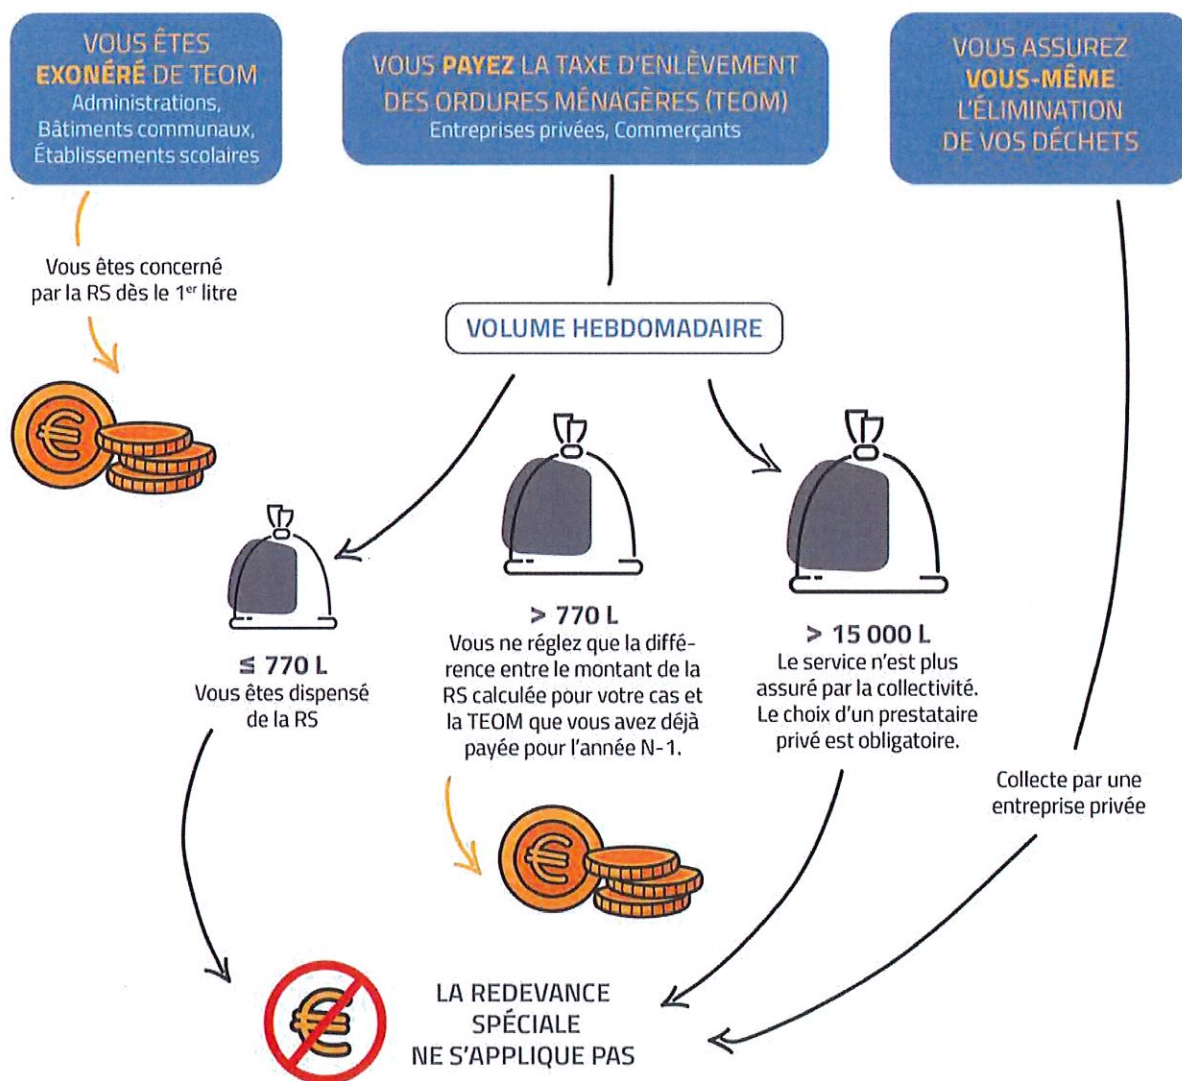 VOUS ÊTES
EXONÉRÉ DE TEOM
Administrations,
Bâtiments communaux,
Établissements scolaires
VOUS PAYEZ LA TAXE D'ENLÈVEMENT
DES ORDURES MÉNAGÈRES (TEOM)
Entreprises privées, Commerçants
VOUS ASSUREZ
VOUS-MÊME
L'ÉLIMINATION
DE VOS DÉCHETS
Vous êtes concerné
par la RS dès le 1er litre
VOLUME HEBDOMADAIRE
≤ 770 L
Vous êtes dispensé
de la RS
> 770 L
Vous ne réglez que la diffé-
rence entre le montant de la
RS calculée pour votre cas et
la TEOM que vous avez déjà
payée pour l'année N-1.
> 15 000 L
Le service n'est plus
assuré par la collectivité.
Le choix d'un prestataire
privé est obligatoire.
Collecte par une
entreprise privée
LA REDEVANCE
SPÉCIALE
NE S'APPLIQUE PAS